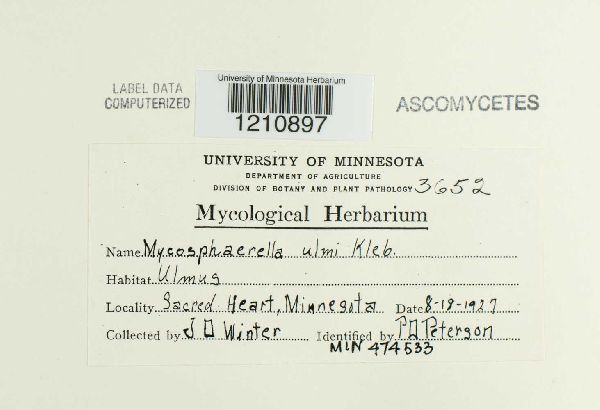 University of Minnesota Herbarium
LABEL DATA
COMPUTERIZED
1210897
ASCOMYCETES
UNIVERSITY OF MINNESOTA
DEPARTMENT OF AGRICULTURE
DIVISION OF BOTANY AND PLANT PATHOLOGY 3652
Mycological Herbarium
Name Mycosphaerella ulmi Kleb.
Habitat Ulmus
Locality Sacred Heart, Minnesota Date 8-18-1927
Collected by J D Winter Identified by P D Peterson
MIN 474533